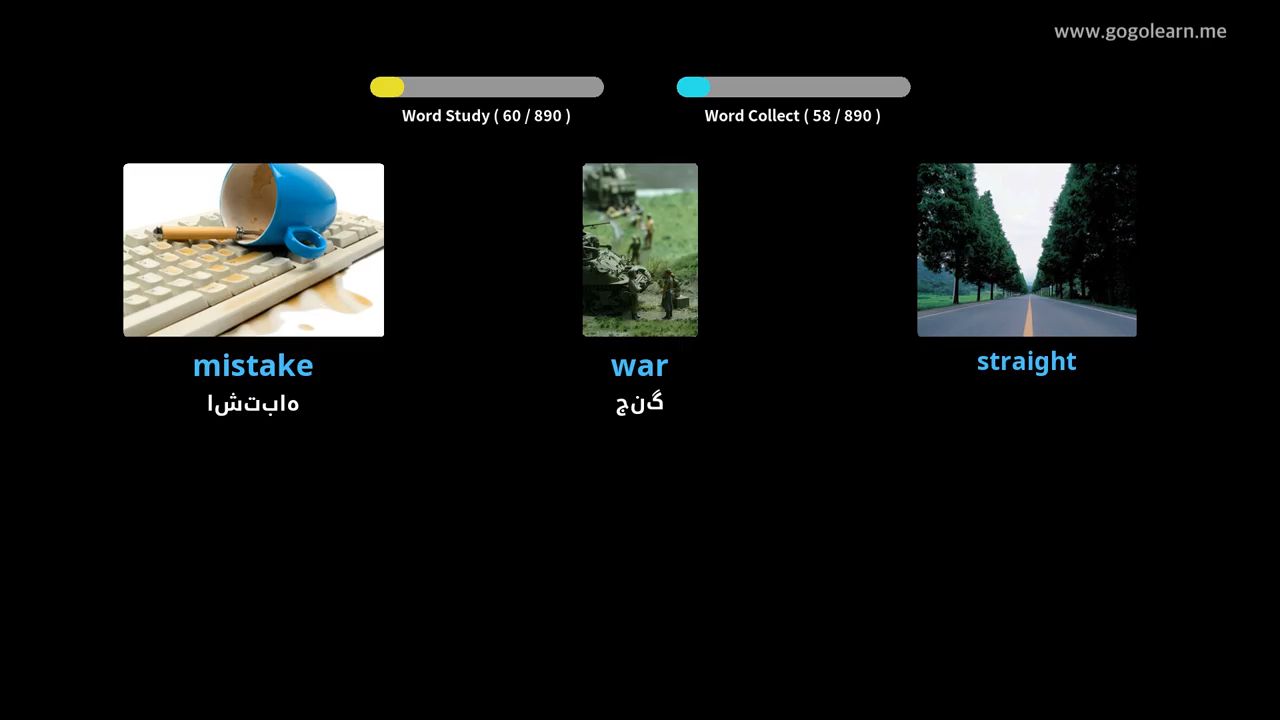 www.gogolearn.me
Word Study ( 60 / 890 )
Word Collect ( 58 / 890 )
mistake
هابتشا
war
گنج
straight